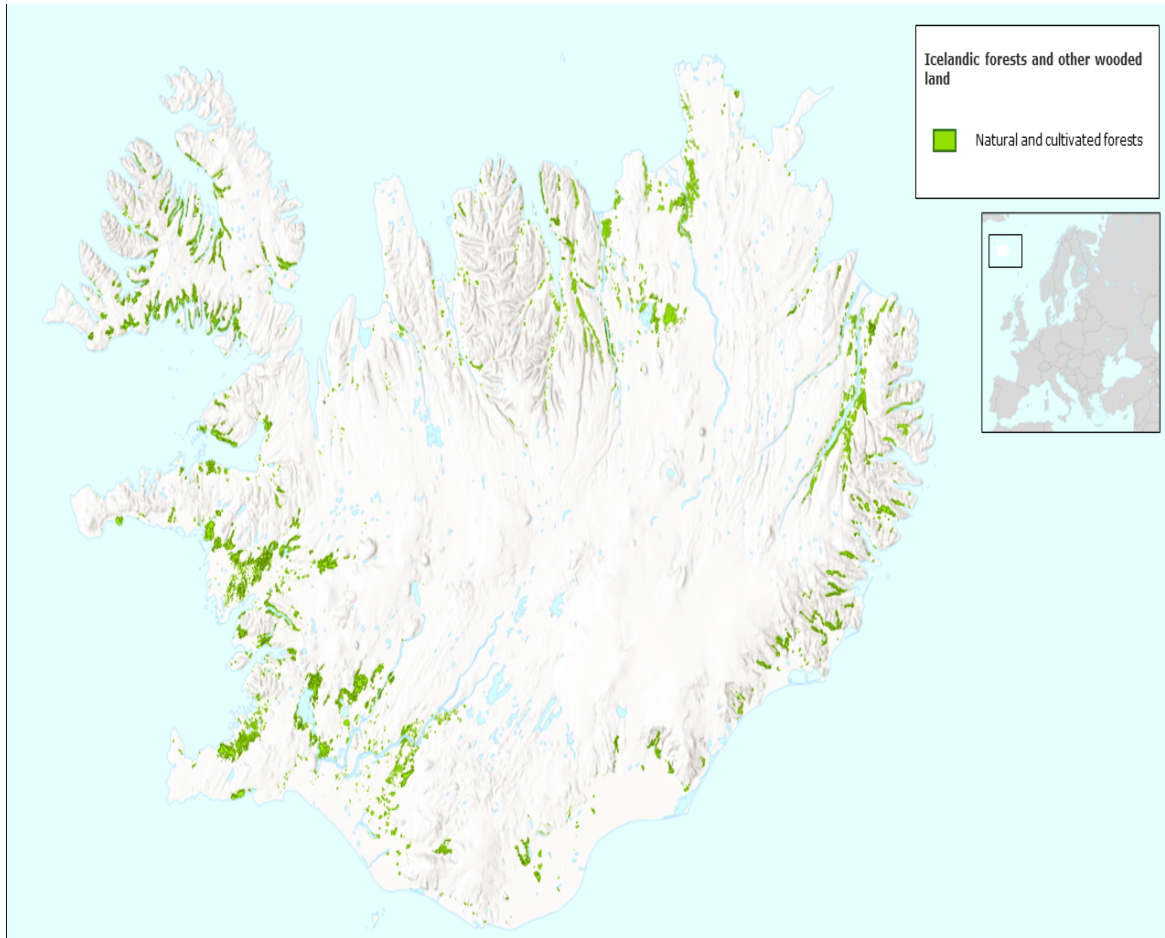 Icelandic forests and other wooded
land
Natural and cultivated forests